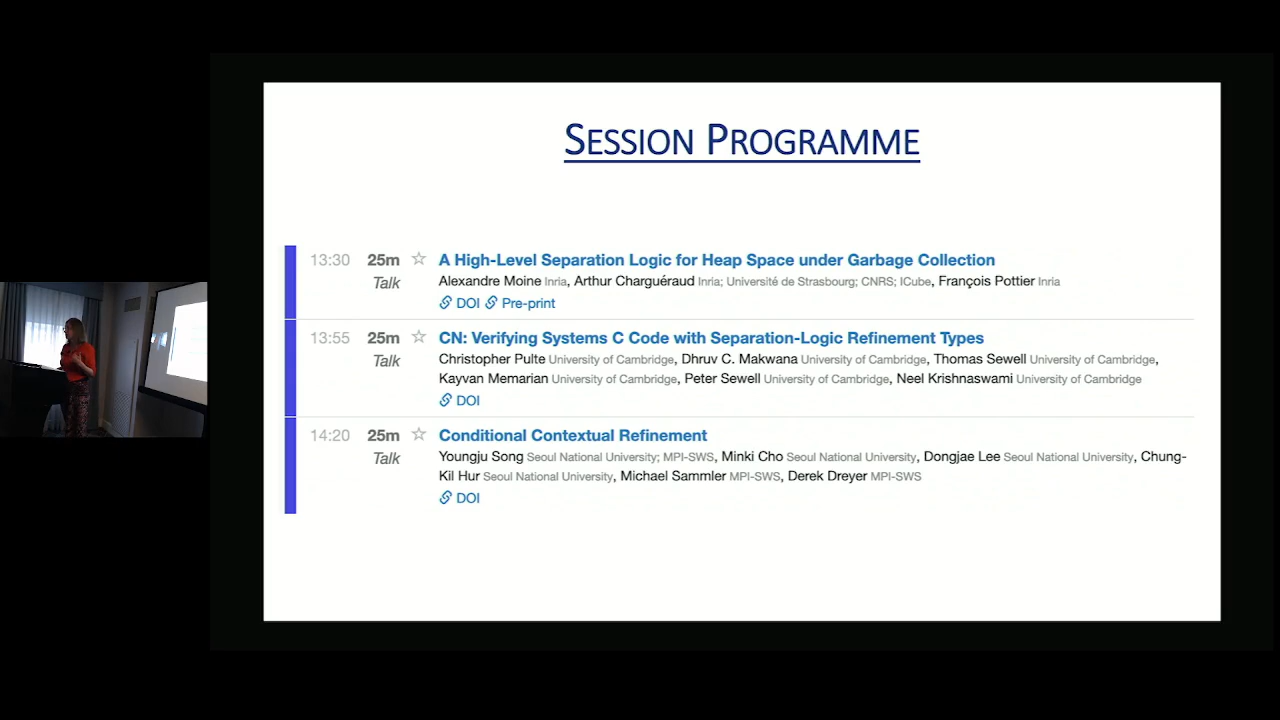 SESSION PROGRAMME
13:30 25m ☆ A High-Level Separation Logic for Heap Space under Garbage Collection
Talk Alexandre Moine Inria, Arthur Charguéraud Inria; Université de Strasbourg; CNRS; ICube, François Pottier Inria
DOI Pre-print
13:55 25m ☆ CN: Verifying Systems C Code with Separation-Logic Refinement Types
Talk Christopher Pulte University of Cambridge, Dhruv C. Makwana University of Cambridge, Thomas Sewell University of Cambridge,
Kayvan Memarian University of Cambridge, Peter Sewell University of Cambridge, Neel Krishnaswami University of Cambridge
DOI
14:20 25m ☆ Conditional Contextual Refinement
Talk Youngju Song Seoul National University; MPI-SWS, Minki Cho Seoul National University, Dongjae Lee Seoul National University, Chung-
Kil Hur Seoul National University, Michael Sammler MPI-SWS, Derek Dreyer MPI-SWS
DOI